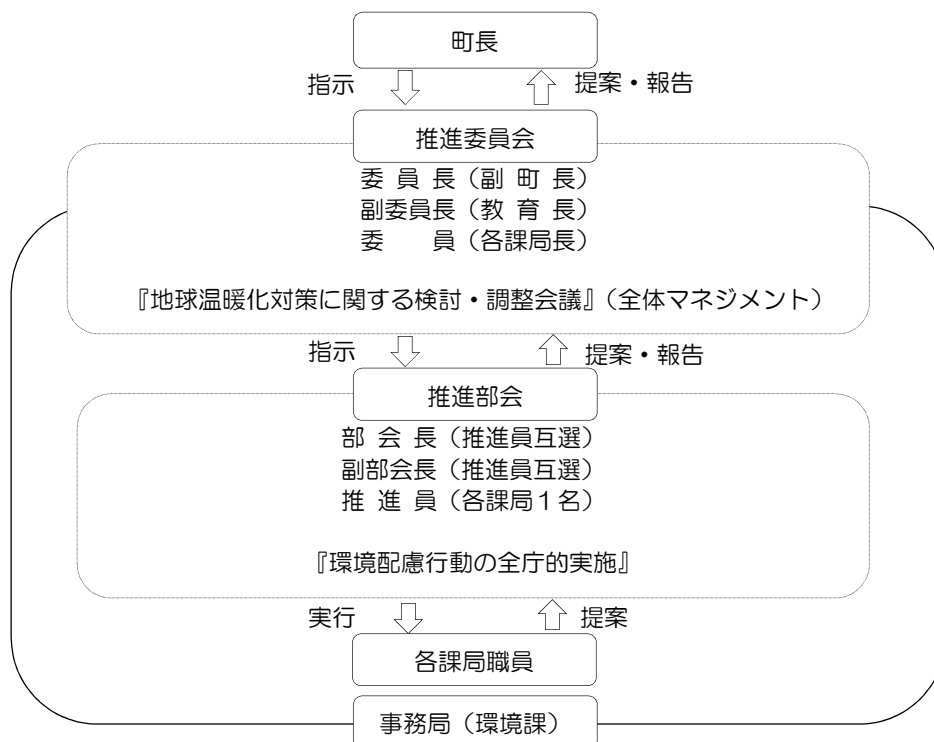 町長
指示
提案・報告
推進委員会
委 員 長（副 町 長）
副委員長（教 育 長）
委　　員（各課局長）
『地球温暖化対策に関する検討・調整会議』（全体マネジメント）
指示
提案・報告
推進部会
部 会 長（推進員互選）
副部会長（推進員互選）
推 進 員（各課局１名）
『環境配慮行動の全庁的実施』
実行
提案
各課局職員
事務局（環境課）